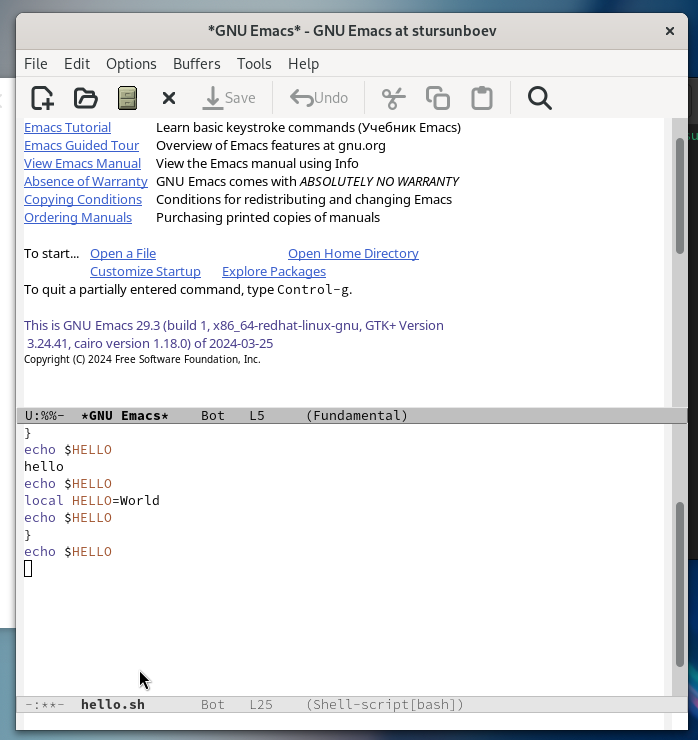 *GNU Emacs* - GNU Emacs at stursunboev
File Edit Options Buffers Tools Help
Save Undo
Emacs Tutorial Learn basic keystroke commands (Учебник Emacs)
Emacs Guided Tour Overview of Emacs features at gnu.org
View Emacs Manual View the Emacs manual using Info
Absence of Warranty GNU Emacs comes with ABSOLUTELY NO WARRANTY
Copying Conditions Conditions for redistributing and changing Emacs
Ordering Manuals Purchasing printed copies of manuals
To start... Open a File Open Home Directory
Customize Startup Explore Packages
To quit a partially entered command, type Control-g.
This is GNU Emacs 29.3 (build 1, x86_64-redhat-linux-gnu, GTK+ Version
3.24.41, cairo version 1.18.0) of 2024-03-25
Copyright (C) 2024 Free Software Foundation, Inc.
U:%%- *GNU Emacs* Bot L5 (Fundamental)
}
echo $HELLO
hello
echo $HELLO
local HELLO=World
echo $HELLO
}
echo $HELLO
-:**- hello.sh Bot L25 (Shell-script[bash])